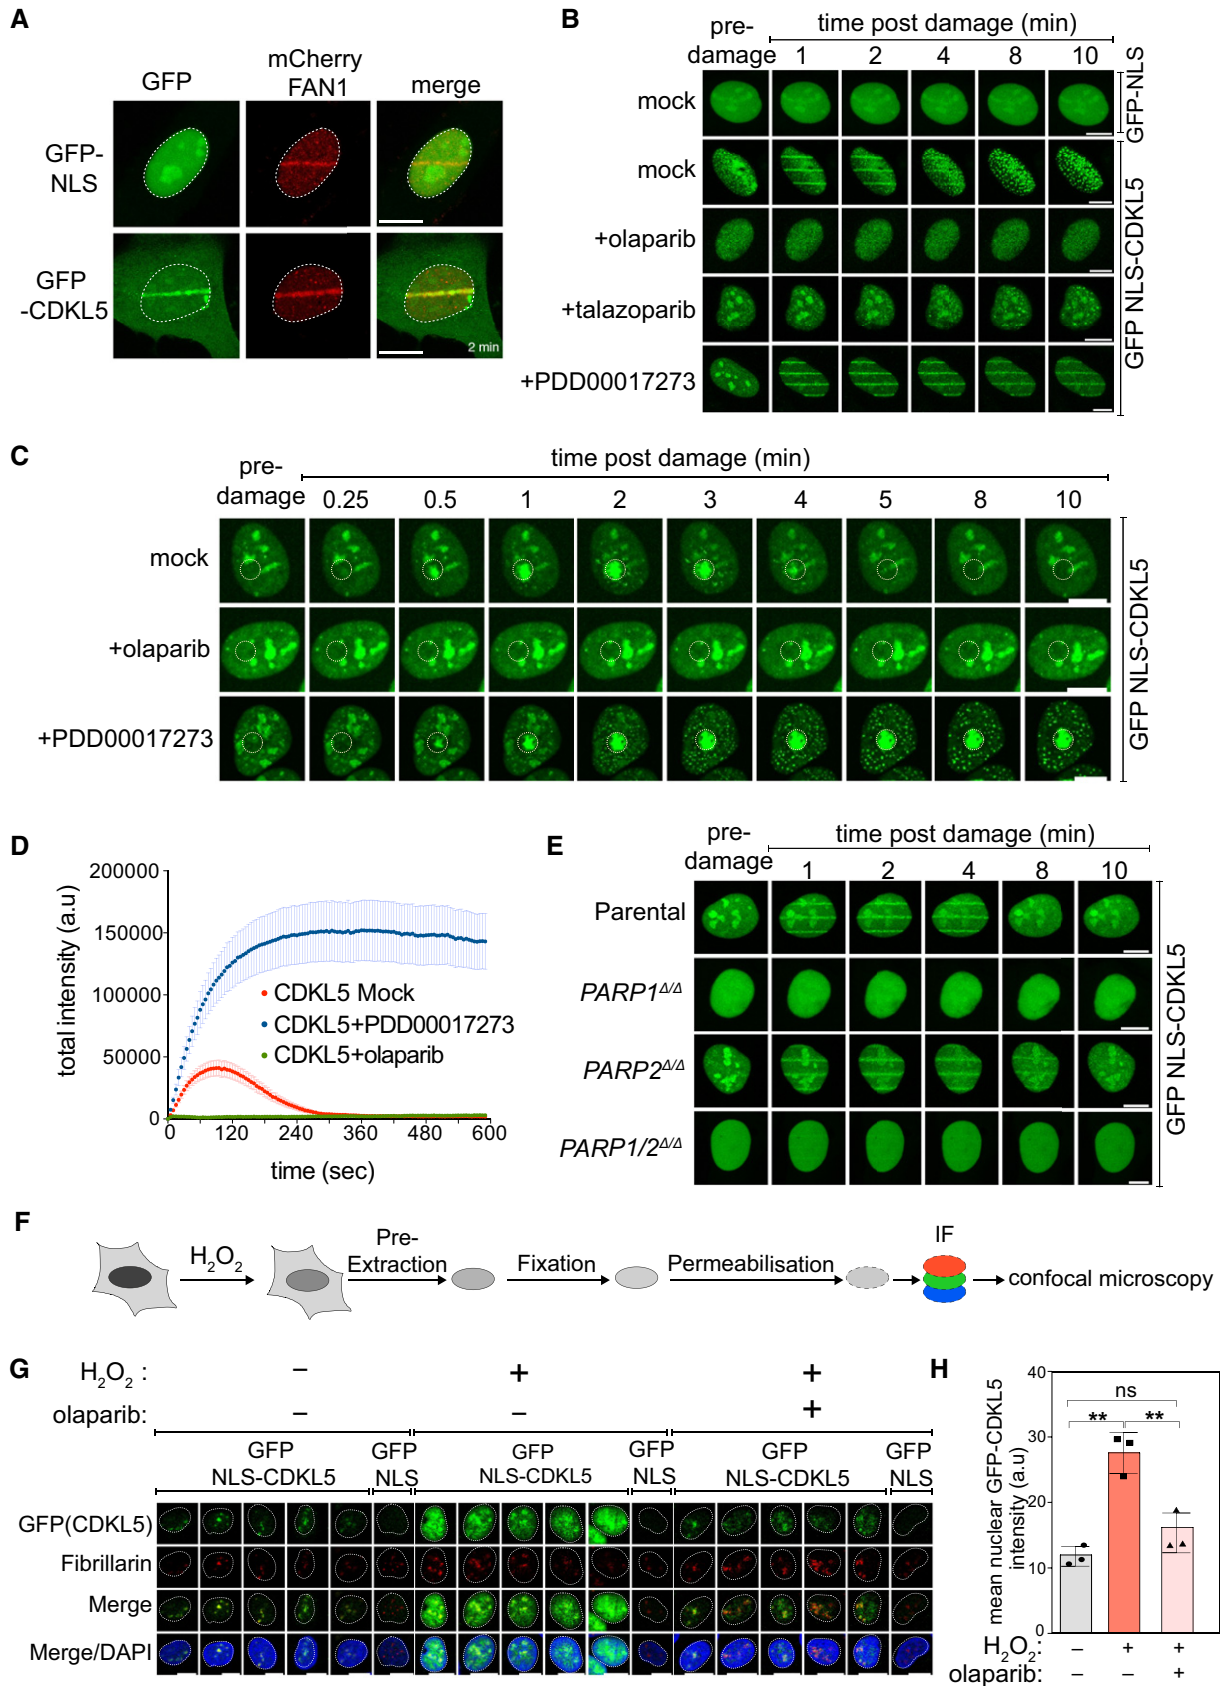 A
GFP
mCherry
FAN1
merge
GFP-
NLS
GFP
-CDKL5
2 min
B
pre-
damage
time post damage (min)
1 2 4 8 10
mock
GFP-NLS
mock
+olaparib
+talazoparib
+PDD00017273
GFP NLS-CDKL5
C
pre-
damage
time post damage (min)
0.25 0.5 1 2 3 4 5 8 10
mock
+olaparib
+PDD00017273
GFP NLS-CDKL5
D
total intensity (a.u)
200000
150000
100000
50000
0
CDKL5 Mock
CDKL5+PDD00017273
CDKL5+olaparib
0 120 240 360 480 600
time (sec)
E
pre-
damage
time post damage (min)
1 2 4 8 10
Parental
PARP1Δ/Δ
PARP2Δ/Δ
PARP1/2Δ/Δ
GFP NLS-CDKL5
F
H2O2
Pre-
Extraction
Fixation
Permeabilisation
IF
confocal microscopy
G
H2O2 : – + +
olaparib: – – +
GFP NLS-CDKL5
GFP NLS
GFP NLS-CDKL5
GFP NLS
GFP NLS-CDKL5
GFP NLS
GFP(CDKL5)
Fibrillarin
Merge
Merge/DAPI
H
mean nuclear GFP-CDKL5
intensity (a.u)
40
30
20
10
0
ns
** **
H2O2: – + +
olaparib: – – +